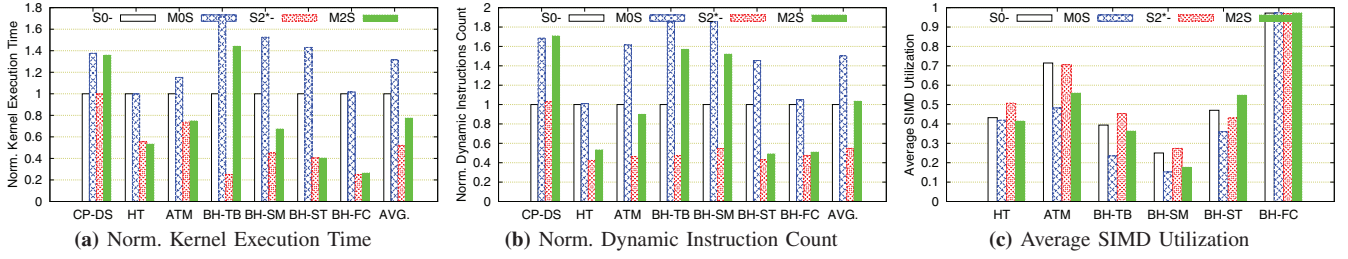 S0- M0S S2*- M2S
Norm. Kernel Execution Time
1.8
1.6
1.4
1.2
1
0.8
0.6
0.4
0.2
CP-DS HT ATM BH-TB BH-SM BH-ST BH-FC AVG.
(a) Norm. Kernel Execution Time
S0- M0S S2*- M2S
Norm. Dynamic Instructions Count
2
1.8
1.6
1.4
1.2
1
0.8
0.6
0.4
0.2
0
CP-DS HT ATM BH-TB BH-SM BH-ST BH-FC AVG.
(b) Norm. Dynamic Instruction Count
S0- M0S S2*- M2S
Average SIMD Utilization
1
0.9
0.8
0.7
0.6
0.5
0.4
0.3
0.2
0.1
0
HT ATM BH-TB BH-SM BH-ST BH-FC
(c) Average SIMD Utilization